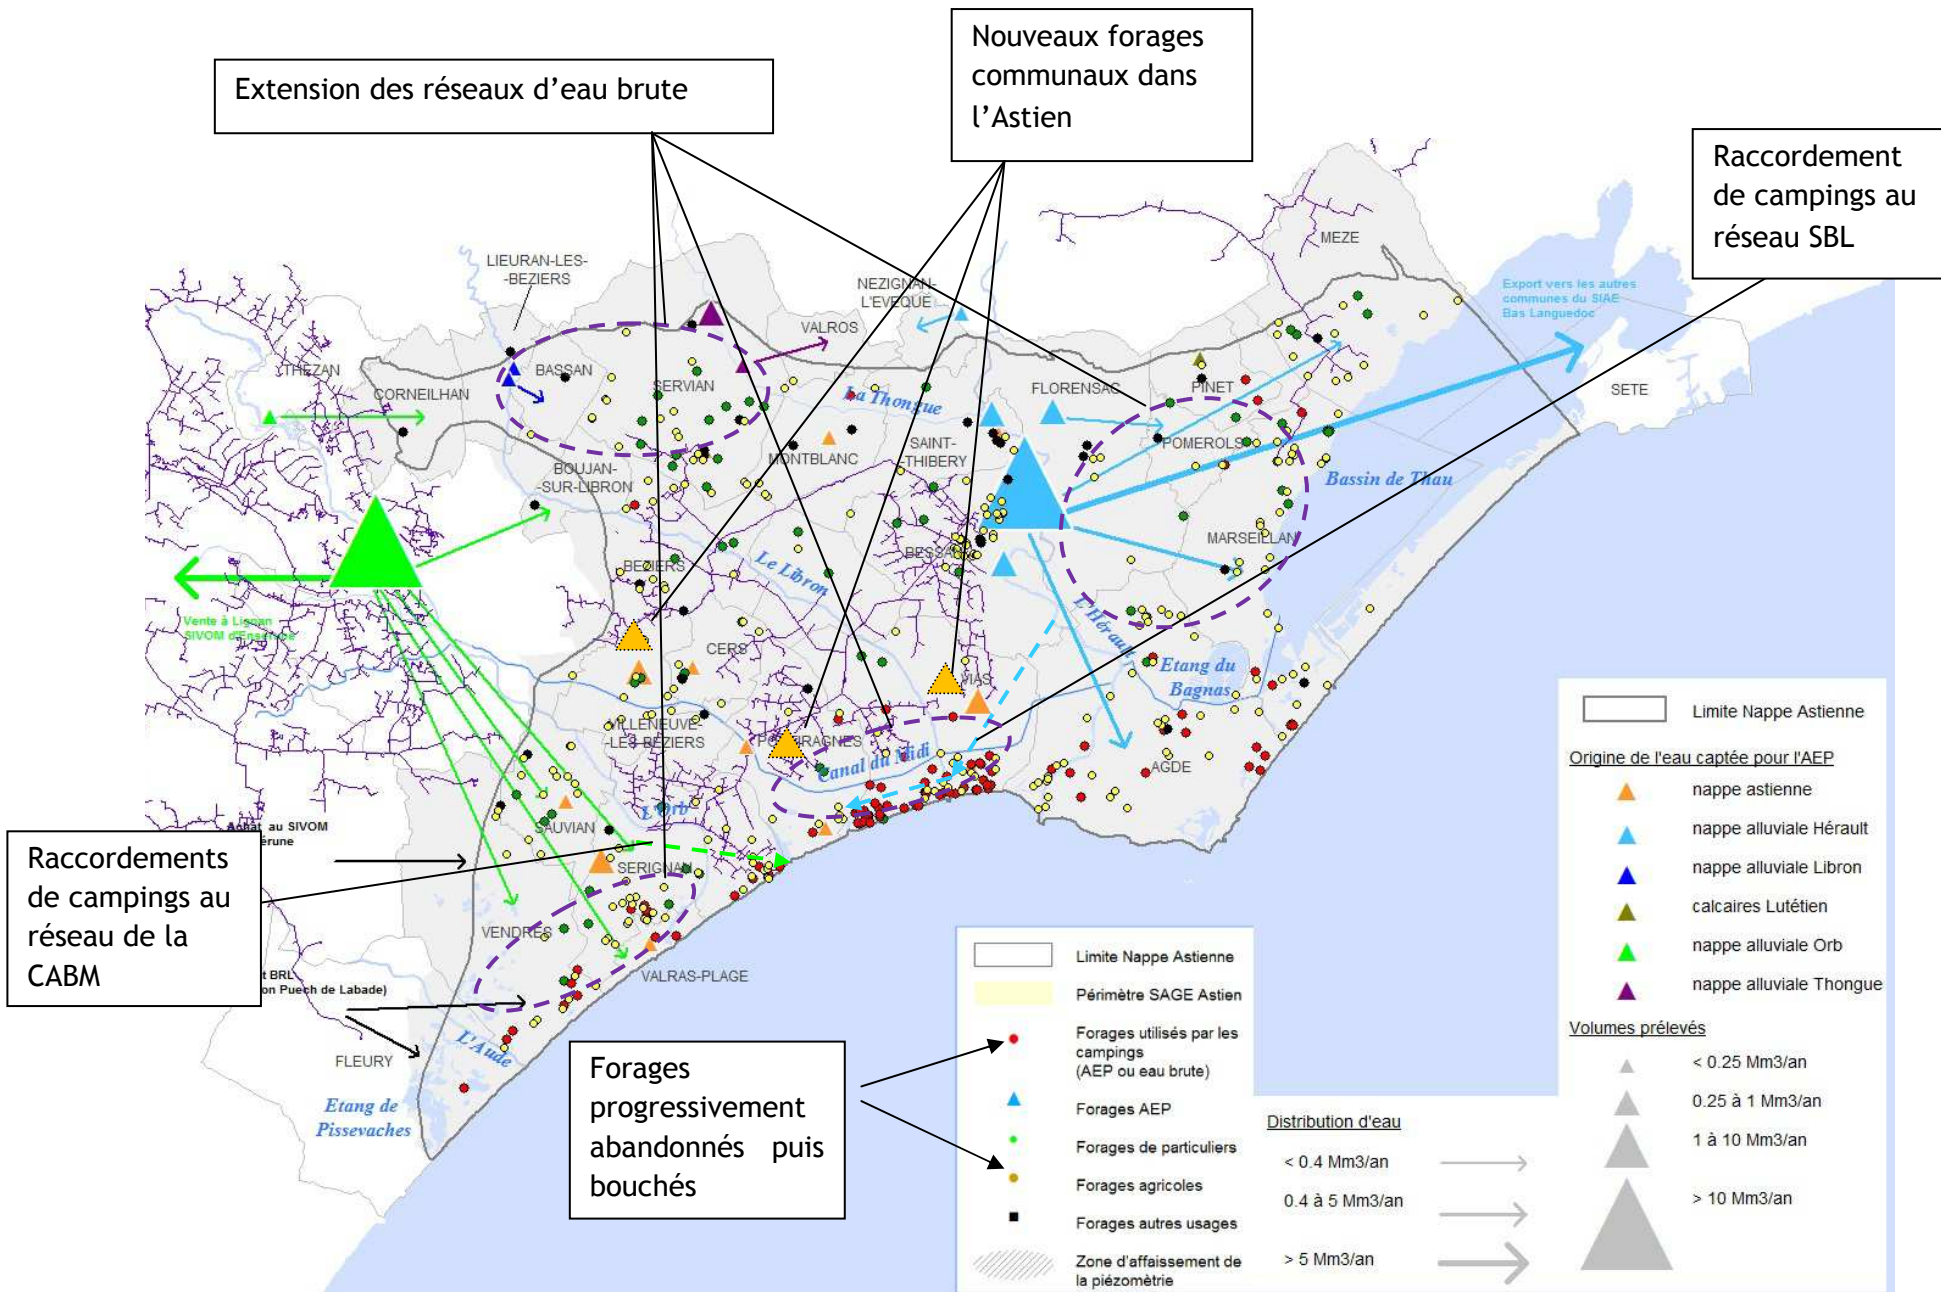 Extension des réseaux d'eau brute
Nouveaux forages
communaux dans
l'Astien
Raccordement
de campings au
réseau SBL
MEZE
LIEURAN-LES-
-BEZIERS
NEZIGNAN-
L'EVEQUE
VALROS
Export vers les autres
communes du SIAE
Bas Languedoc
THEZAN
CORNEILHAN
BASSAN
SERVIAN
FLORENSAC
PINET
SETE
La Thongue
MONTBLANC
SAINT-
-THIBERY
POMEROLS
BOUJAN-
-SUR-LIBRON
Bassin de Thau
MARSEILLAN
BESSAN
BEZIERS
Le Libron
L'Hérault
Vente à Lignan
SIVOM d'Ensérune
CERS
Etang du
Bagnas
VIAS
VILLENEUVE-
-LES-BEZIERS
PORTIRAGNES
Canal du Midi
AGDE
L'Orb
SAUVIAN
SERIGNAN
Achat au SIVOM
érune
Raccordements
de campings au
réseau de la
CABM
VENDRES
VALRAS-PLAGE
t BRL
on Puech de Labade)
L'Aude
FLEURY
Etang de
Pissevaches
Forages
progressivement
abandonnés puis
bouchés
Limite Nappe Astienne
Périmètre SAGE Astien
Forages utilisés par les
campings
(AEP ou eau brute)
Forages AEP
Forages de particuliers
Forages agricoles
Forages autres usages
Zone d'affaissement de
la piézomètrie
Distribution d'eau
< 0.4 Mm3/an
0.4 à 5 Mm3/an
> 5 Mm3/an
Limite Nappe Astienne
Origine de l'eau captée pour l'AEP
nappe astienne
nappe alluviale Hérault
nappe alluviale Libron
calcaires Lutétien
nappe alluviale Orb
nappe alluviale Thongue
Volumes prélevés
< 0.25 Mm3/an
0.25 à 1 Mm3/an
1 à 10 Mm3/an
> 10 Mm3/an